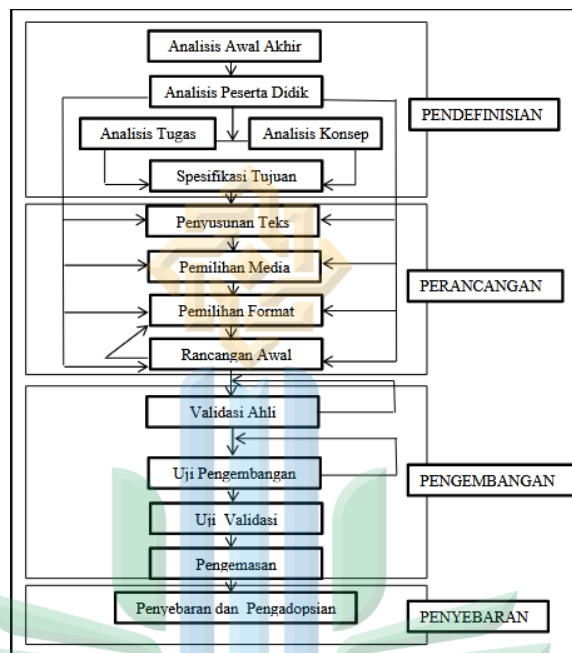 Analisis Awal Akhir
Analisis Peserta Didik
Analisis Tugas
Analisis Konsep
Spesifikasi Tujuan
PENDEFINISIAN
Penyusunan Teks
Pemilihan Media
Pemilihan Format
Rancangan Awal
PERANCANGAN
Validasi Ahli
Uji Pengembangan
Uji Validasi
Pengemasan
PENGEMBANGAN
Penyebaran dan Pengadopsian
PENYEBARAN